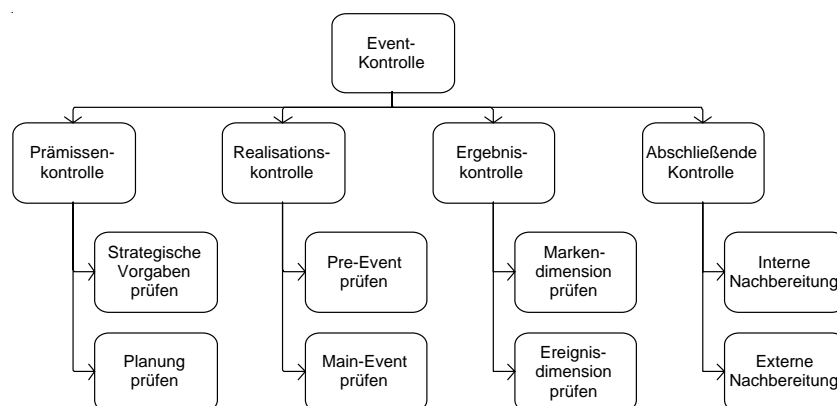 Event-
Kontrolle
Prämissen-
kontrolle
Realisations-
kontrolle
Ergebnis-
kontrolle
Abschließende
Kontrolle
Strategische
Vorgaben
prüfen
Pre-Event
prüfen
Marken-
dimension
prüfen
Interne
Nachbereitung
Planung
prüfen
Main-Event
prüfen
Ereignis-
dimension
prüfen
Externe
Nachbereitung